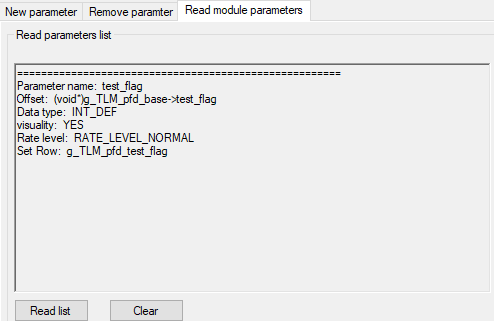 New parameter
Remove paramter
Read module parameters
Read parameters list
======================================================
Parameter name: test_flag
Offset: (void*)g_TLM_pfd_base->test_flag
Data type: INT_DEF
visuality: YES
Rate level: RATE_LEVEL_NORMAL
Set Row: g_TLM_pfd_test_flag
Read list
Clear